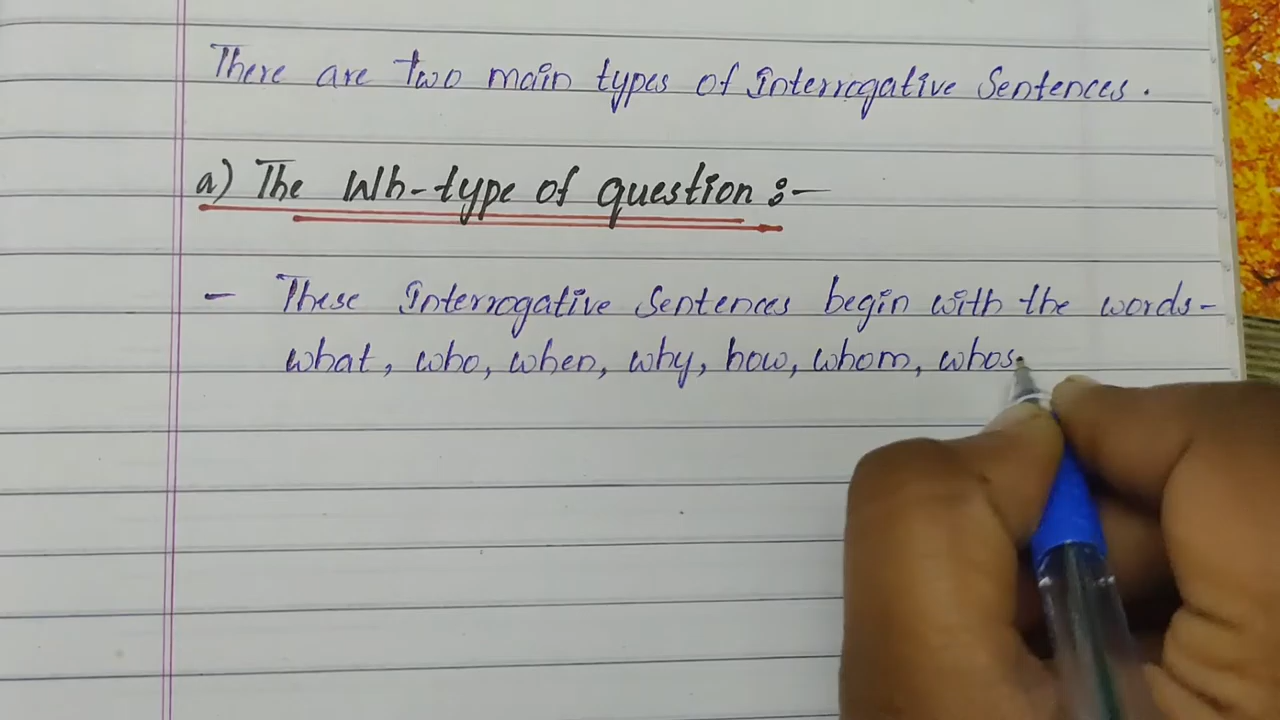 There are two main types of Interrogative Sentences.
a) The Wh-type of question :-
- These Interrogative Sentences begin with the words-
what, who, when, why, how, whom, whos